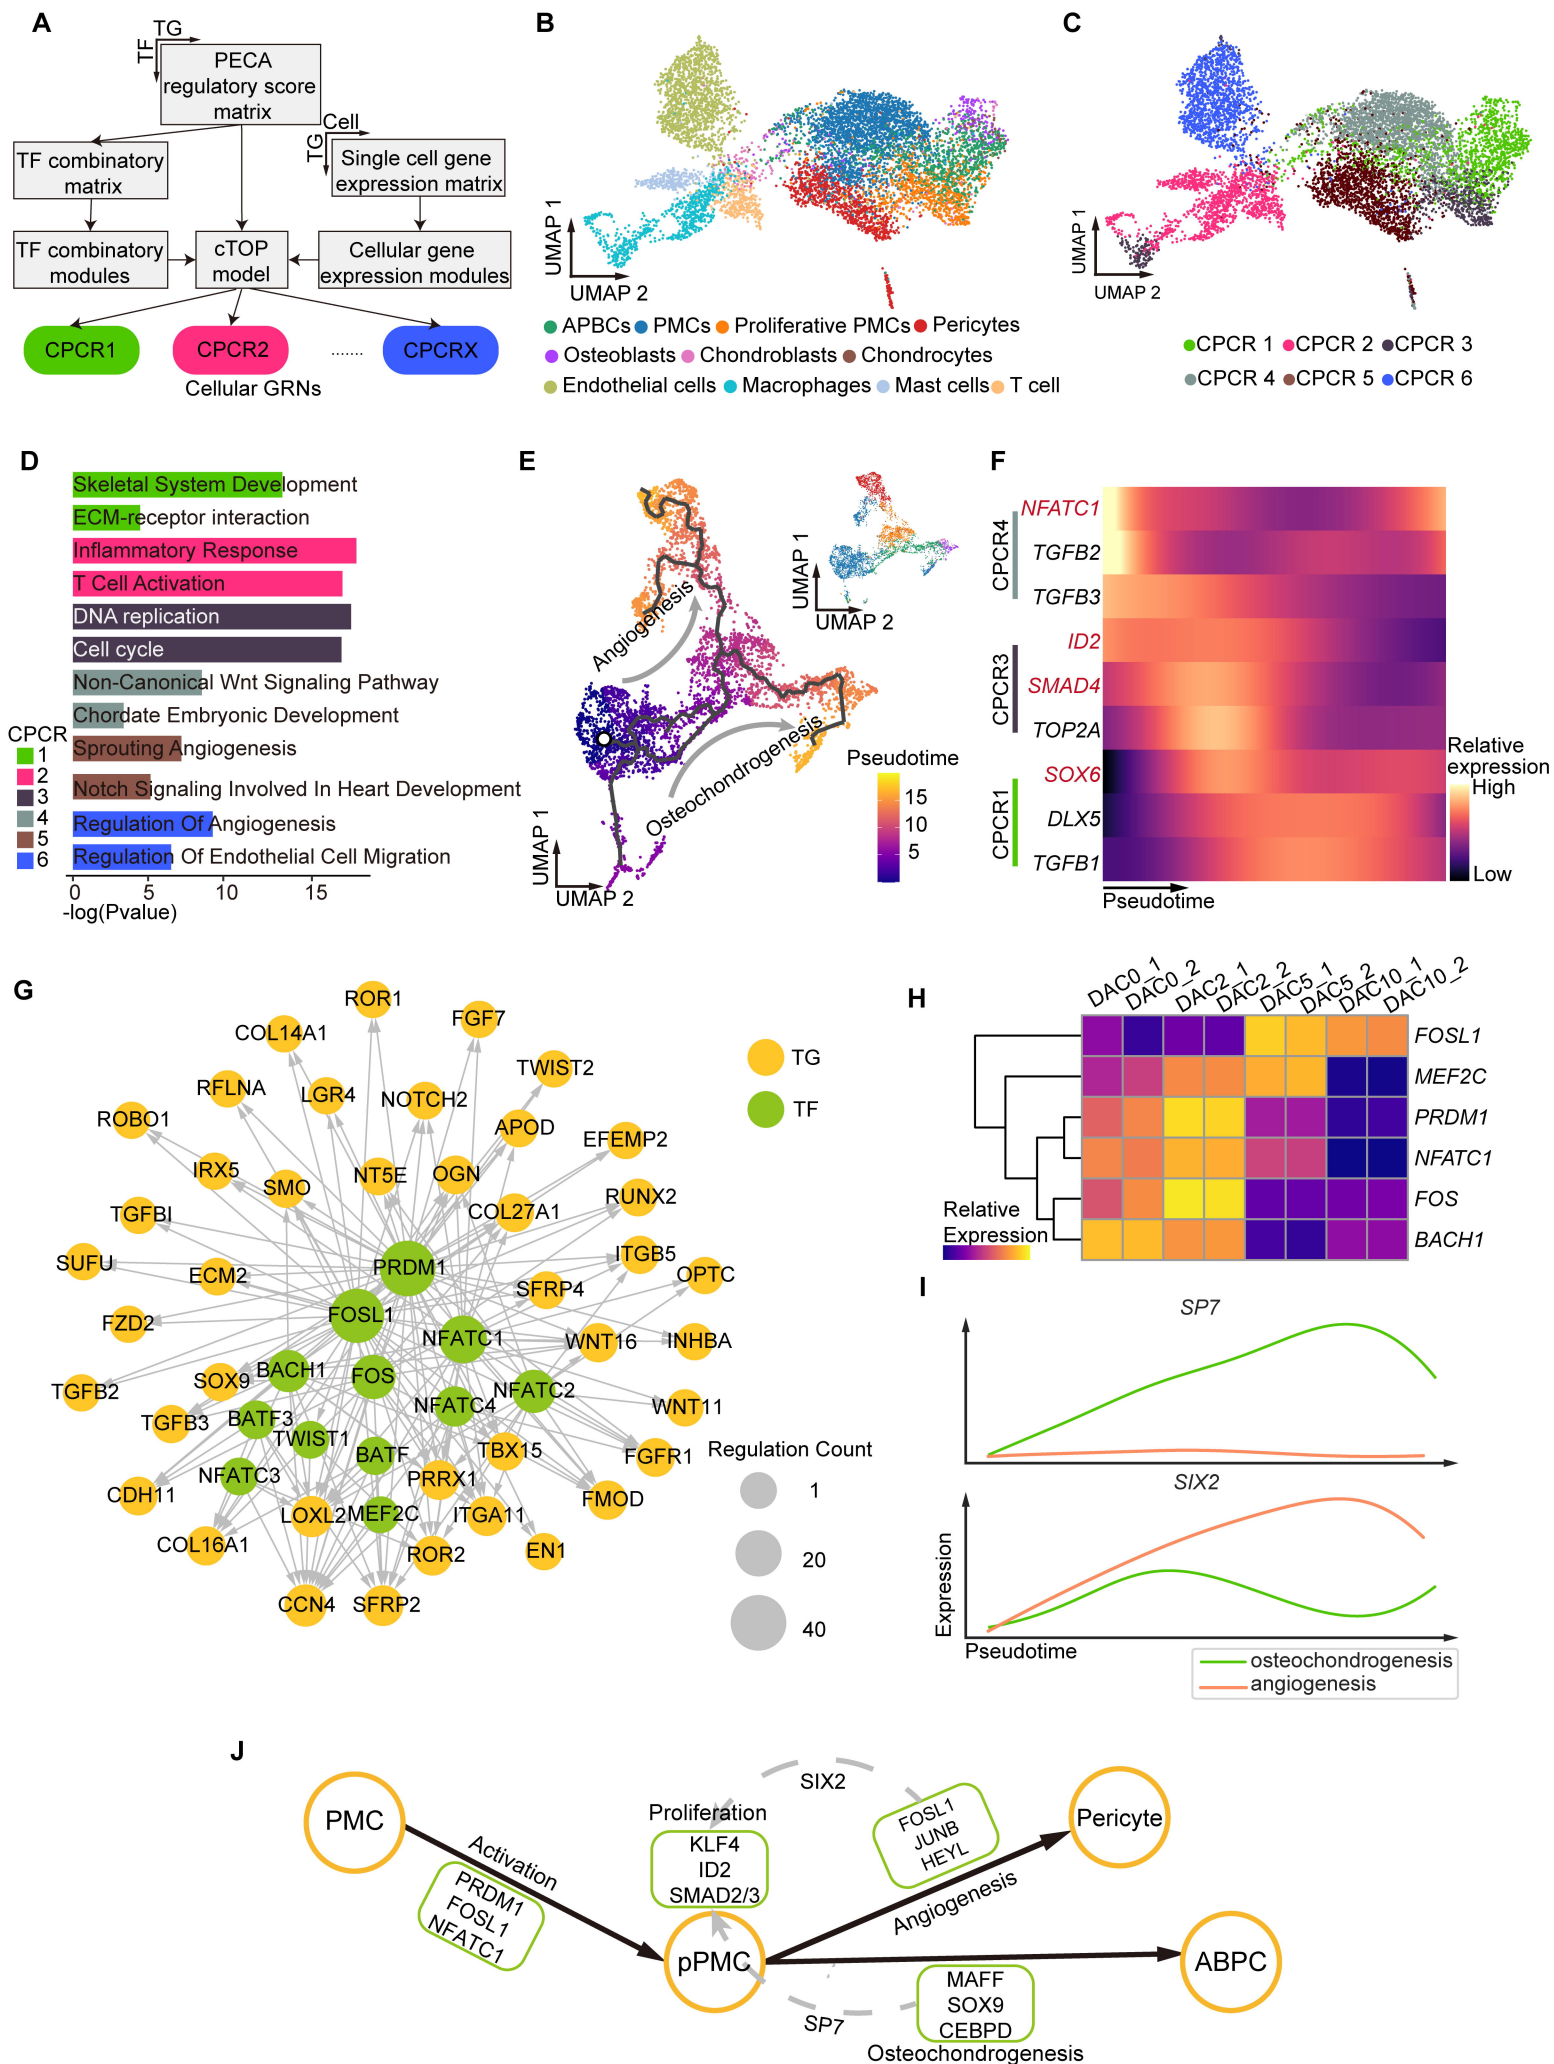 A
TG
TF
PECA
regulatory score
matrix
Cell
TG
TF combinatory
matrix
Single cell gene
expression matrix
TF combinatory
modules
cTOP
model
Cellular gene
expression modules
CPCR1
CPCR2
.......
CPCRX
Cellular GRNs
B
UMAP 1
UMAP 2
APBCs
PMCs
Proliferative PMCs
Pericytes
Osteoblasts
Chondroblasts
Chondrocytes
Endothelial cells
Macrophages
Mast cells
T cell
C
UMAP 1
UMAP 2
CPCR 1
CPCR 2
CPCR 3
CPCR 4
CPCR 5
CPCR 6
D
Skeletal System Development
ECM-receptor interaction
Inflammatory Response
T Cell Activation
DNA replication
Cell cycle
Non-Canonical Wnt Signaling Pathway
Chordate Embryonic Development
Sprouting Angiogenesis
Notch Signaling Involved In Heart Development
Regulation Of Angiogenesis
Regulation Of Endothelial Cell Migration
CPCR
1
2
3
4
5
6
0 5 10 15
-log(Pvalue)
E
Angiogenesis
Osteochondrogenesis
UMAP 1
UMAP 2
UMAP 1
UMAP 2
Pseudotime
15
10
5
F
CPCR4
CPCR3
CPCR1
NFATC1
TGFB2
TGFB3
ID2
SMAD4
TOP2A
SOX6
DLX5
TGFB1
Pseudotime
Relative
expression
High
Low
G
ROR1
COL14A1
FGF7
TWIST2
RFLNA
LGR4
NOTCH2
ROBO1
APOD
EFEMP2
IRX5
SMO
NT5E
OGN
RUNX2
TGFBI
COL27A1
SUFU
ECM2
PRDM1
ITGB5
OPTC
SFRP4
FZD2
FOSL1
NFATC1
WNT16
INHBA
TGFB2
SOX9
BACH1
FOS
NFATC4
NFATC2
WNT11
TGFB3
BATF3
TWIST1
BATF
TBX15
FGFR1
NFATC3
CDH11
PRRX1
FMOD
LOXL2
MEF2C
ITGA11
COL16A1
ROR2
EN1
CCN4
SFRP2
TG
TF
Regulation Count
1
20
40
H
DAC0_1
DAC0_2
DAC2_1
DAC2_2
DAC5_1
DAC5_2
DAC10_1
DAC10_2
FOSL1
MEF2C
PRDM1
NFATC1
FOS
BACH1
Relative
Expression
I
SP7
SIX2
Expression
Pseudotime
osteochondrogenesis
angiogenesis
J
PMC
Activation
PRDM1
FOSL1
NFATC1
Proliferation
KLF4
ID2
SMAD2/3
pPMC
SIX2
FOSL1
JUNB
HEYL
Angiogenesis
Pericyte
ABPC
SP7
MAFF
SOX9
CEBPD
Osteochondrogenesis